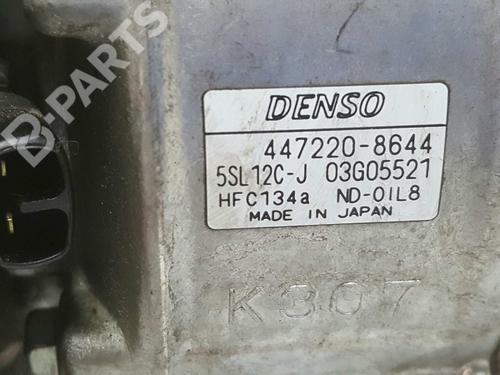 B-PARTS
DENSO
447220-8644
5SL12C-J 03G05521
HFC134a ND-OIL8
MADE IN JAPAN
K307